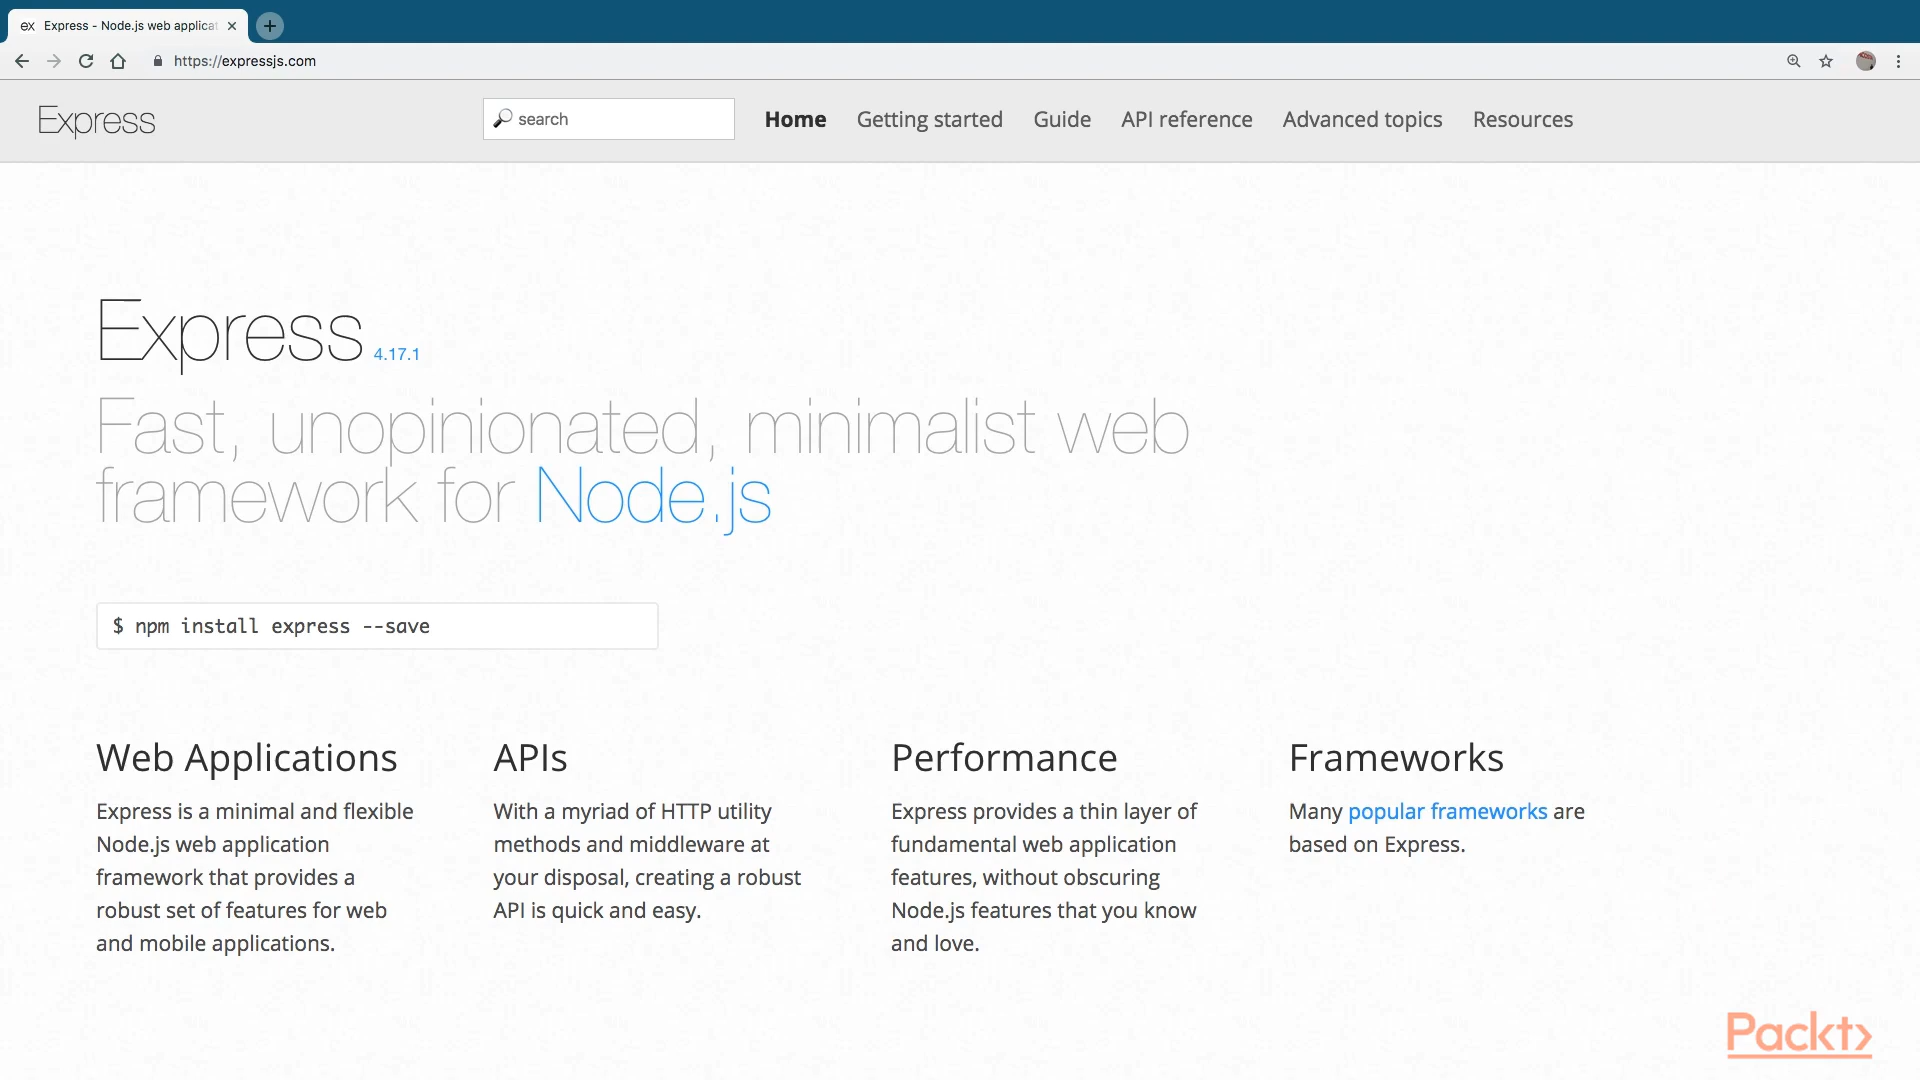 ex Express - Node.js web applicat
https://expressjs.com
Express
search
Home Getting started Guide API reference Advanced topics Resources
Express 4.17.1
Fast, unopinionated, minimalist web
framework for Node.js
$ npm install express --save
Web Applications
Express is a minimal and flexible
Node.js web application
framework that provides a
robust set of features for web
and mobile applications.
APIs
With a myriad of HTTP utility
methods and middleware at
your disposal, creating a robust
API is quick and easy.
Performance
Express provides a thin layer of
fundamental web application
features, without obscuring
Node.js features that you know
and love.
Frameworks
Many popular frameworks are
based on Express.
Packt>